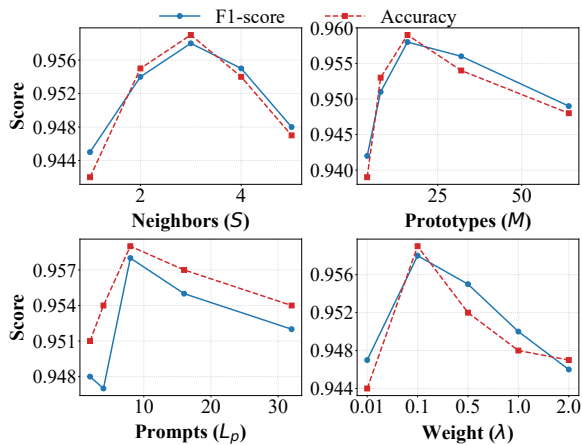 F1-score Accuracy
0.956
0.952
0.948
0.944
Score
2 4
Neighbors (S)
0.960
0.955
0.950
0.945
0.940
25 50
Prototypes (M)
0.957
0.954
0.951
0.948
Score
10 20 30
Prompts (Lp)
0.956
0.952
0.948
0.944
0.01 0.1 0.5 1.0 2.0
Weight (λ)